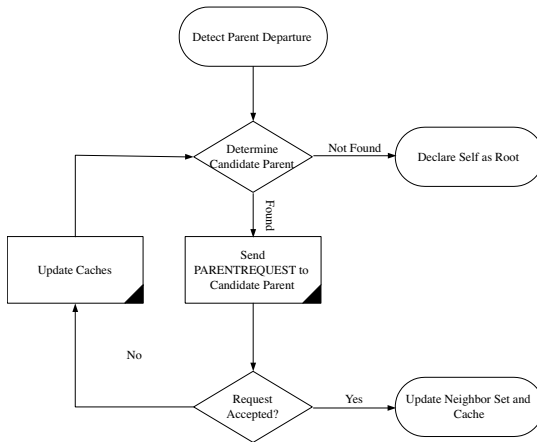 Detect Parent Departure
Determine
Candidate Parent
Not Found
Declare Self as Root
Found
Update Caches
Send
PARENTREQUEST to
Candidate Parent
No
Request
Accepted?
Yes
Update Neighbor Set and
Cache